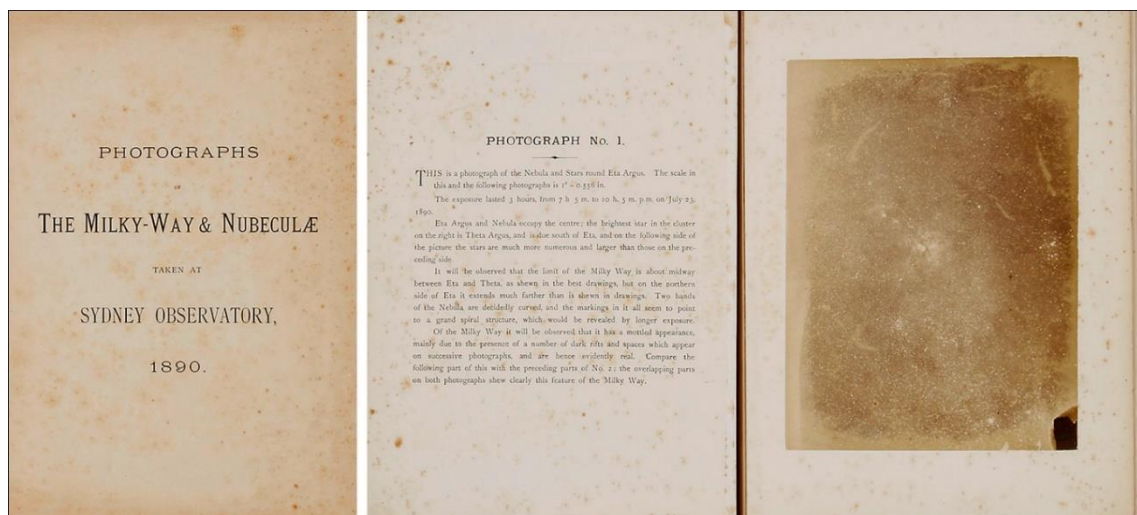 PHOTOGRAPHS
OF
THE MILKY-WAY & NUBECULÆ
TAKEN AT
SYDNEY OBSERVATORY,
1890.
PHOTOGRAPH No. 1.
THIS is a photograph of the Nebula and Stars round Eta Argus. The scale in
this and the following photographs is 1° = 0.536 in.
The exposure lasted 3 hours, from 7 h 5 m. to 10 h, 5 m. p.m. on July 23,
1890.
Eta Argus and Nebula occupy the centre; the brightest star in the cluster
on the right is Theta Argus, and is due south of Eta, and on the following side of
the picture the stars are much more numerous and larger than those on the pre-
ceding side
It will be observed that the limit of the Milky Way is about midway
between Eta and Theta, as shewn in the best drawings, but on the northern
side of Eta it extends much farther than is shewn in drawings. Two bands
of the Nebula are decidedly curved, and the markings in it all seem to point
to a grand spiral structure, which would be revealed by longer exposure.
Of the Milky Way it will be observed that it has a mottled appearance,
mainly due to the presence of a number of dark rifts and spaces which appear
on successive photographs, and are hence evidently real. Compare the
following part of this with the preceding parts of No. 2; the overlapping parts
on both photographs shew clearly this feature of the Milky Way.